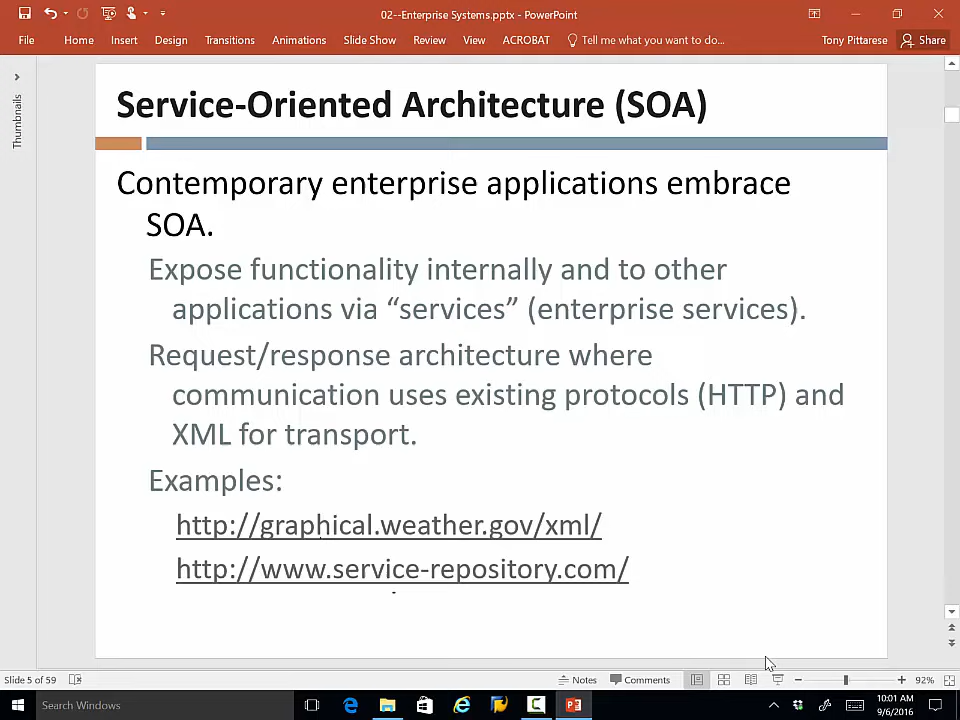 02--Enterprise Systems.pptx - PowerPoint
File Home Insert Design Transitions Animations Slide Show Review View ACROBAT Tell me what you want to do... Tony Pittarese Share
Thumbnails
Service-Oriented Architecture (SOA)
Contemporary enterprise applications embrace
SOA.
Expose functionality internally and to other
applications via “services” (enterprise services).
Request/response architecture where
communication uses existing protocols (HTTP) and
XML for transport.
Examples:
http://graphical.weather.gov/xml/
http://www.service-repository.com/
Slide 5 of 59 Notes Comments 92%
Search Windows
10:01 AM
9/6/2016